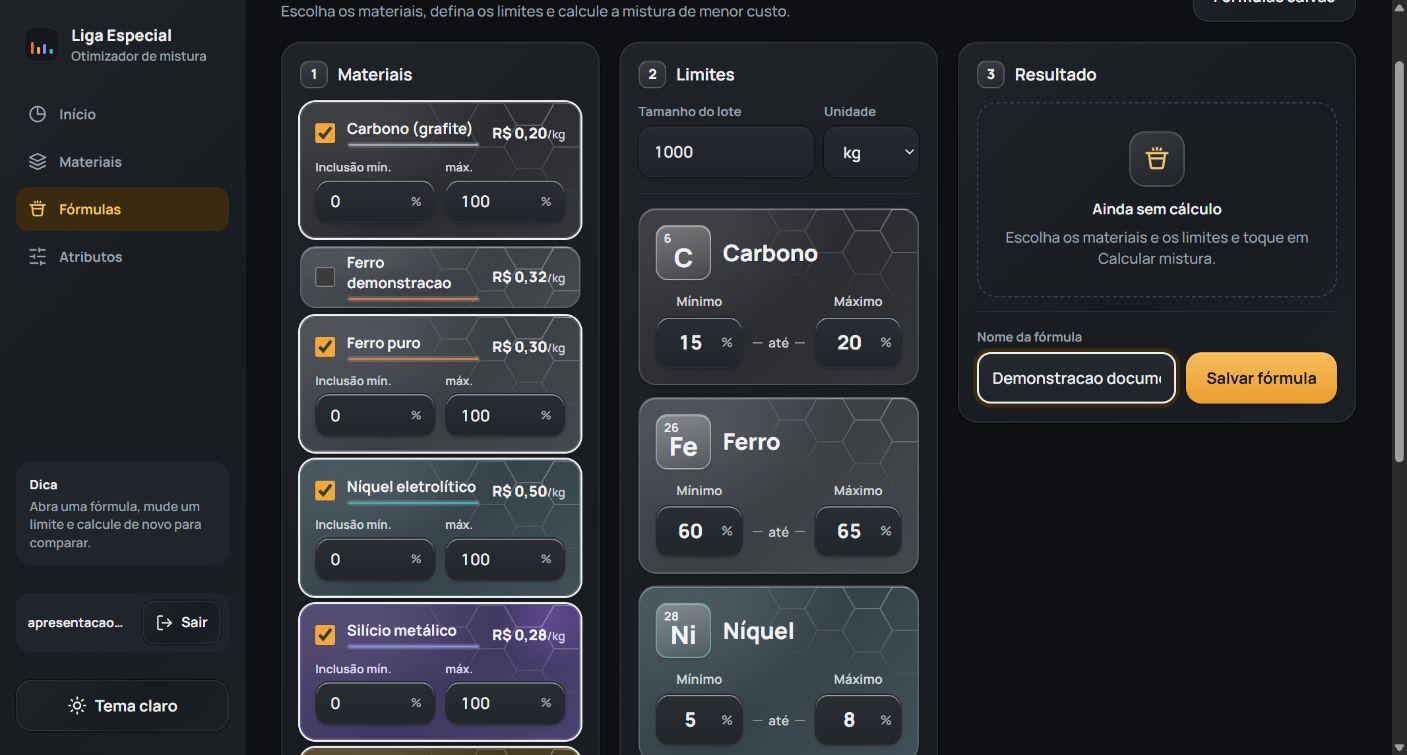 Liga Especial
Otimizador de mistura
Início
Materiais
Fórmulas
Atributos
Dica
Abra uma fórmula, mude um
limite e calcule de novo para
comparar.
apresentacao...
Sair
Tema claro
Escolha os materiais, defina os limites e calcule a mistura de menor custo.
Fórmulas salvas
1 Materiais
Carbono (grafite) R$ 0,20/kg
Inclusão mín. máx.
0 % 100 %
Ferro
demonstracao R$ 0,32/kg
Ferro puro R$ 0,30/kg
Inclusão mín. máx.
0 % 100 %
Níquel eletrolítico R$ 0,50/kg
Inclusão mín. máx.
0 % 100 %
Silício metálico R$ 0,28/kg
Inclusão mín. máx.
0 % 100 %
2 Limites
Tamanho do lote Unidade
1000 kg
6
C Carbono
Mínimo Máximo
15 % — até — 20 %
26
Fe Ferro
Mínimo Máximo
60 % — até — 65 %
28
Ni Níquel
Mínimo Máximo
5 % — até — 8 %
3 Resultado
Ainda sem cálculo
Escolha os materiais e os limites e toque em
Calcular mistura.
Nome da fórmula
Demonstracao docum
Salvar fórmula